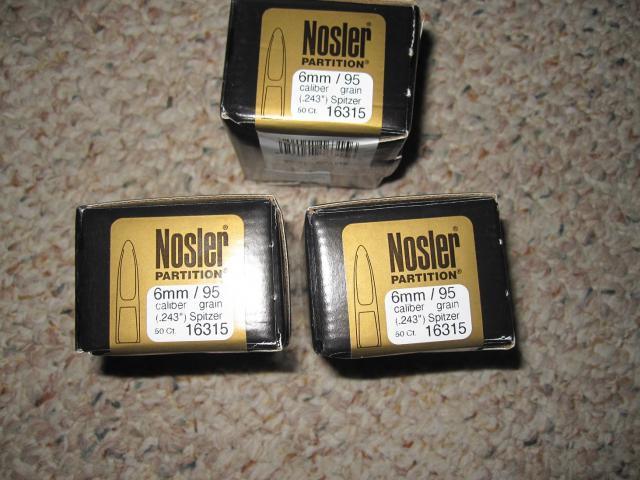 Nosler®
PARTITION®
6mm / 95
caliber grain
(.243") Spitzer
50 Ct. 16315
Nosler®
PARTITION®
6mm / 95
caliber grain
(.243") Spitzer
50 Ct. 16315
Nosler®
PARTITION®
6mm / 95
caliber grain
(.243") Spitzer
50 Ct. 16315